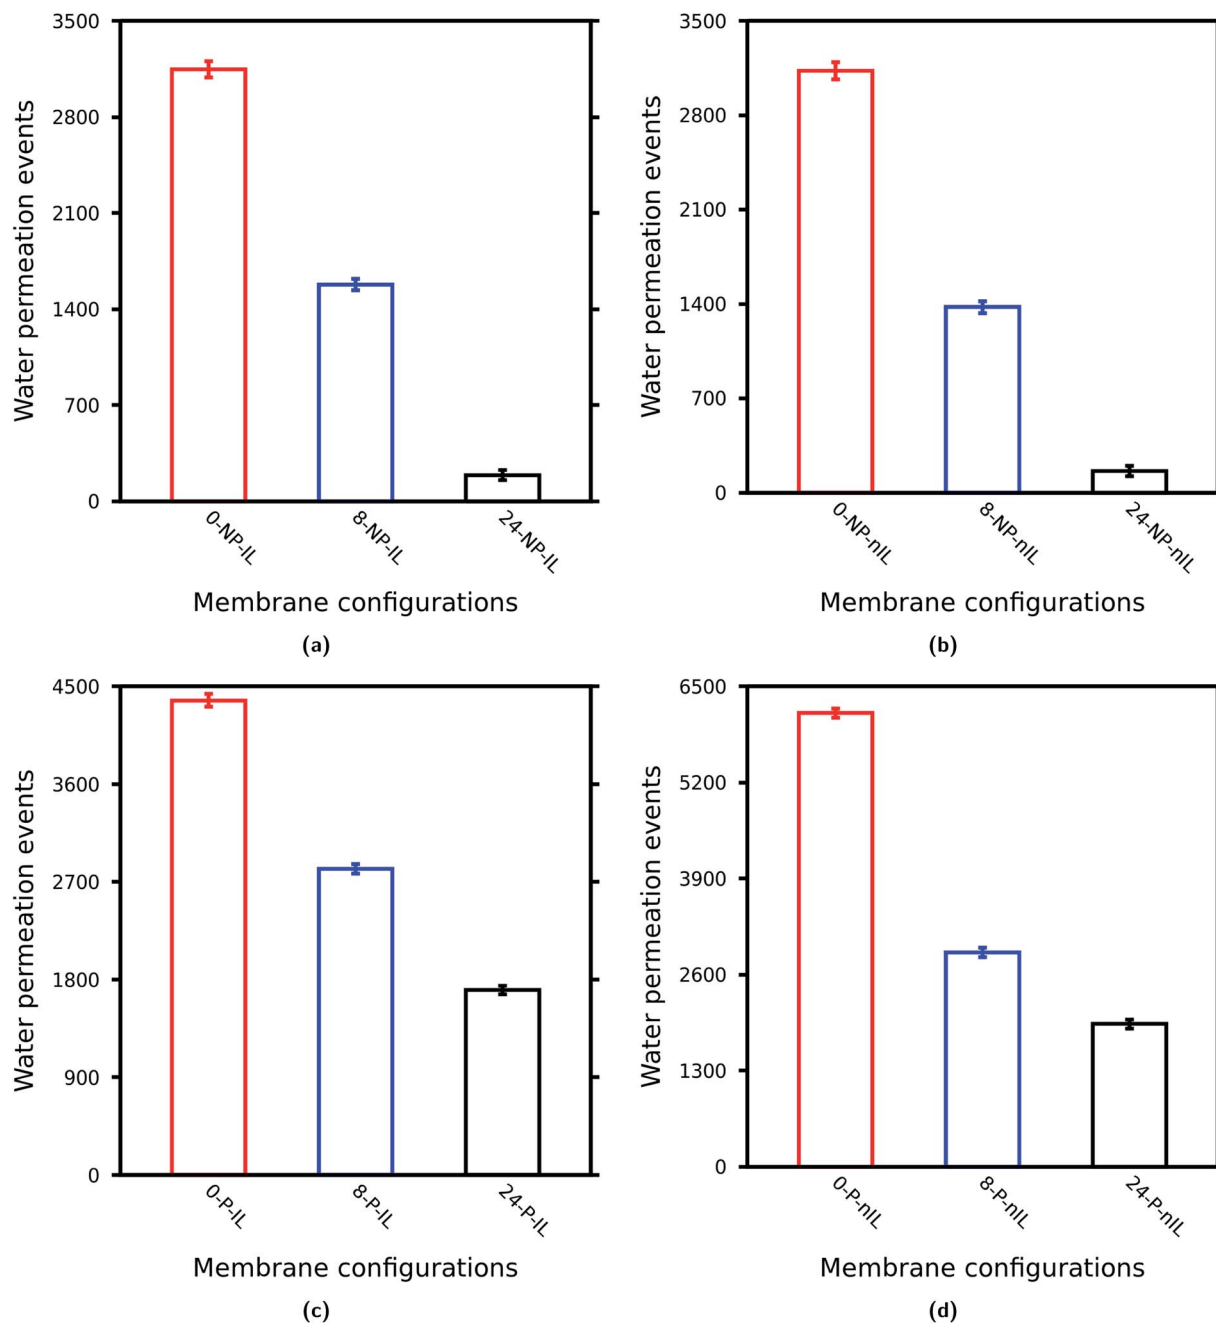 3500
2800
2100
1400
700
0
Water permeation events
0-NP-IL
8-NP-IL
24-NP-IL
Membrane configurations
(a)
3500
2800
2100
1400
700
0
Water permeation events
0-NP-nIL
8-NP-nIL
24-NP-nIL
Membrane configurations
(b)
4500
3600
2700
1800
900
0
Water permeation events
0-P-IL
8-P-IL
24-P-IL
Membrane configurations
(c)
6500
5200
3900
2600
1300
0
Water permeation events
0-P-nIL
8-P-nIL
24-P-nIL
Membrane configurations
(d)